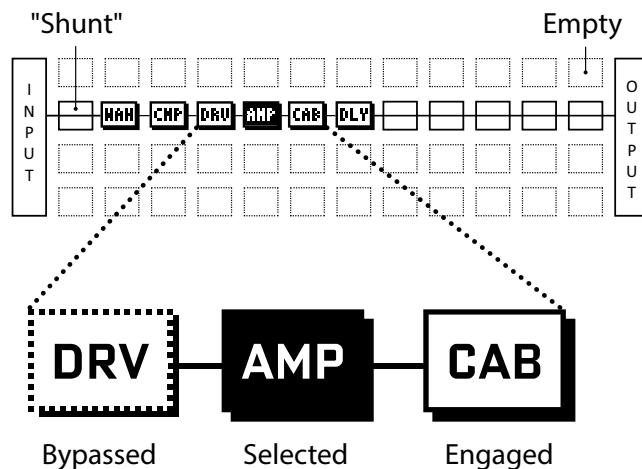 "Shunt" Empty
INPUT
WAH CMP DRV AMP CAB DLY
OUTPUT
DRV AMP CAB
Bypassed Selected Engaged